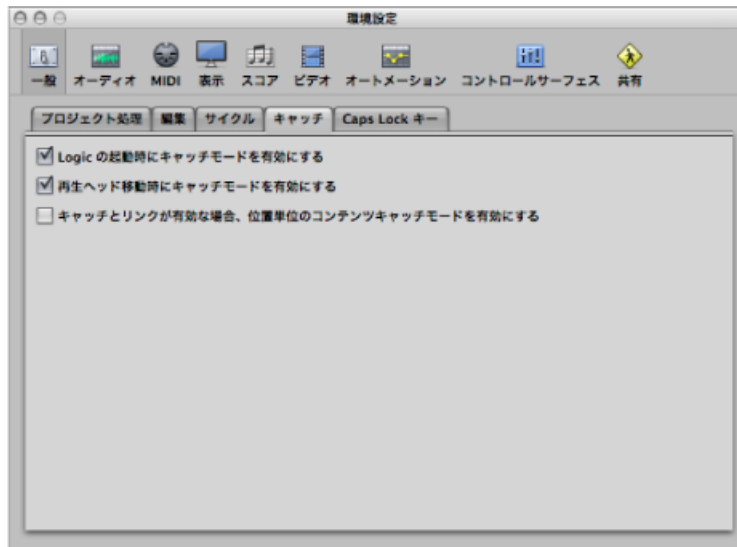 環境設定
一般 オーディオ MIDI 表示 スコア ビデオ オートメーション コントロールサーフェス 共有
プロジェクト処理 編集 サイクル キャッチ Caps Lock キー
Logic の起動時にキャッチモードを有効にする
再生ヘッド移動時にキャッチモードを有効にする
キャッチとリンクが有効な場合、位置単位のコンテンツキャッチモードを有効にする